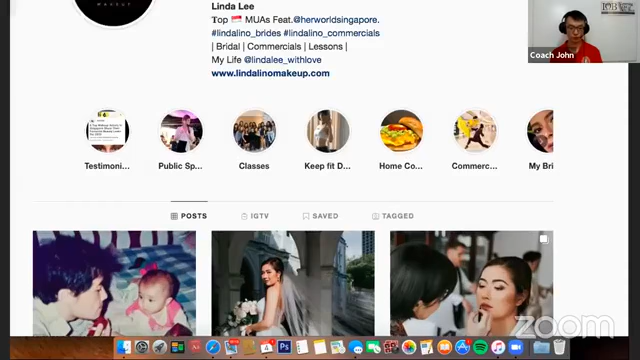 MAKEUP
Linda Lee
Top 🇸🇬 MUAs Feat.@herworldsingapore.
#lindalino_brides #lindalino_commercials
| Bridal | Commercials | Lessons |
My Life @lindalee_withlove
www.lindalinomakeup.com
Coach John
Testimoni...
Public Sp...
Classes
Keep fit D...
Home Co...
Commerc...
My Bri
POSTS
IGTV
SAVED
TAGGED
zoom